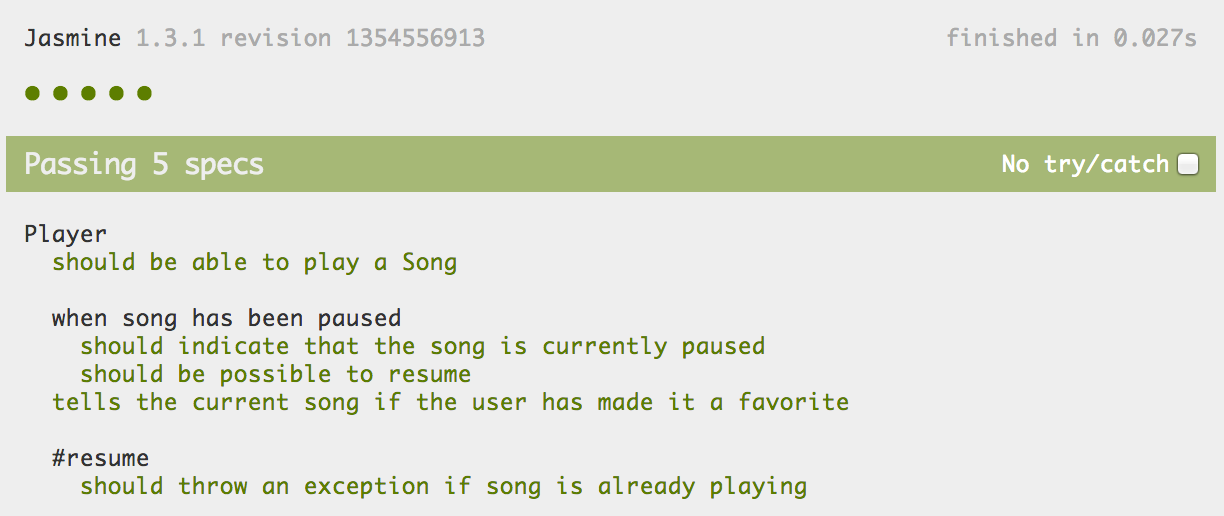 Jasmine 1.3.1 revision 1354556913 finished in 0.027s
Passing 5 specs No try/catch
Player
should be able to play a Song
when song has been paused
should indicate that the song is currently paused
should be possible to resume
tells the current song if the user has made it a favorite
#resume
should throw an exception if song is already playing